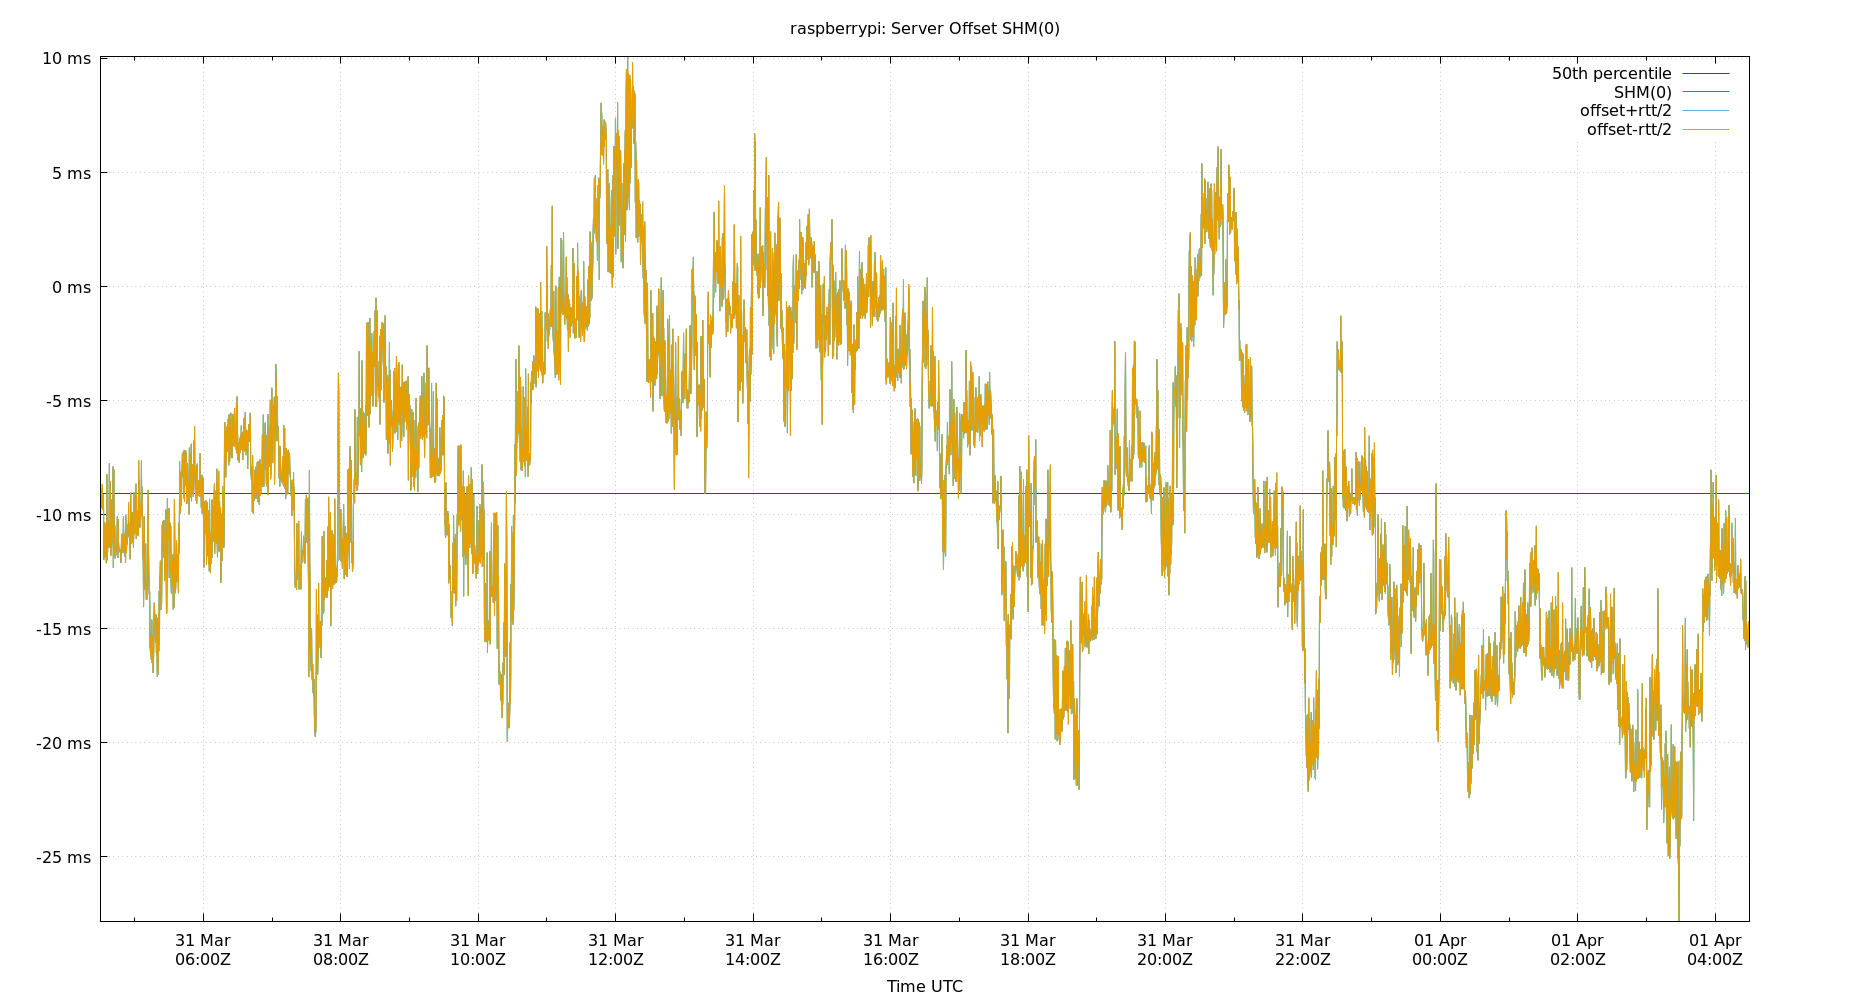 raspberrypi: Server Offset SHM(0)
10 ms
5 ms
0 ms
-5 ms
-10 ms
-15 ms
-20 ms
-25 ms
50th percentile
SHM(0)
offset+rtt/2
offset-rtt/2
31 Mar 31 Mar 31 Mar 31 Mar 31 Mar 31 Mar 31 Mar 31 Mar 31 Mar 01 Apr 01 Apr 01 Apr
06:00Z 08:00Z 10:00Z 12:00Z 14:00Z 16:00Z 18:00Z 20:00Z 22:00Z 00:00Z 02:00Z 04:00Z
Time UTC